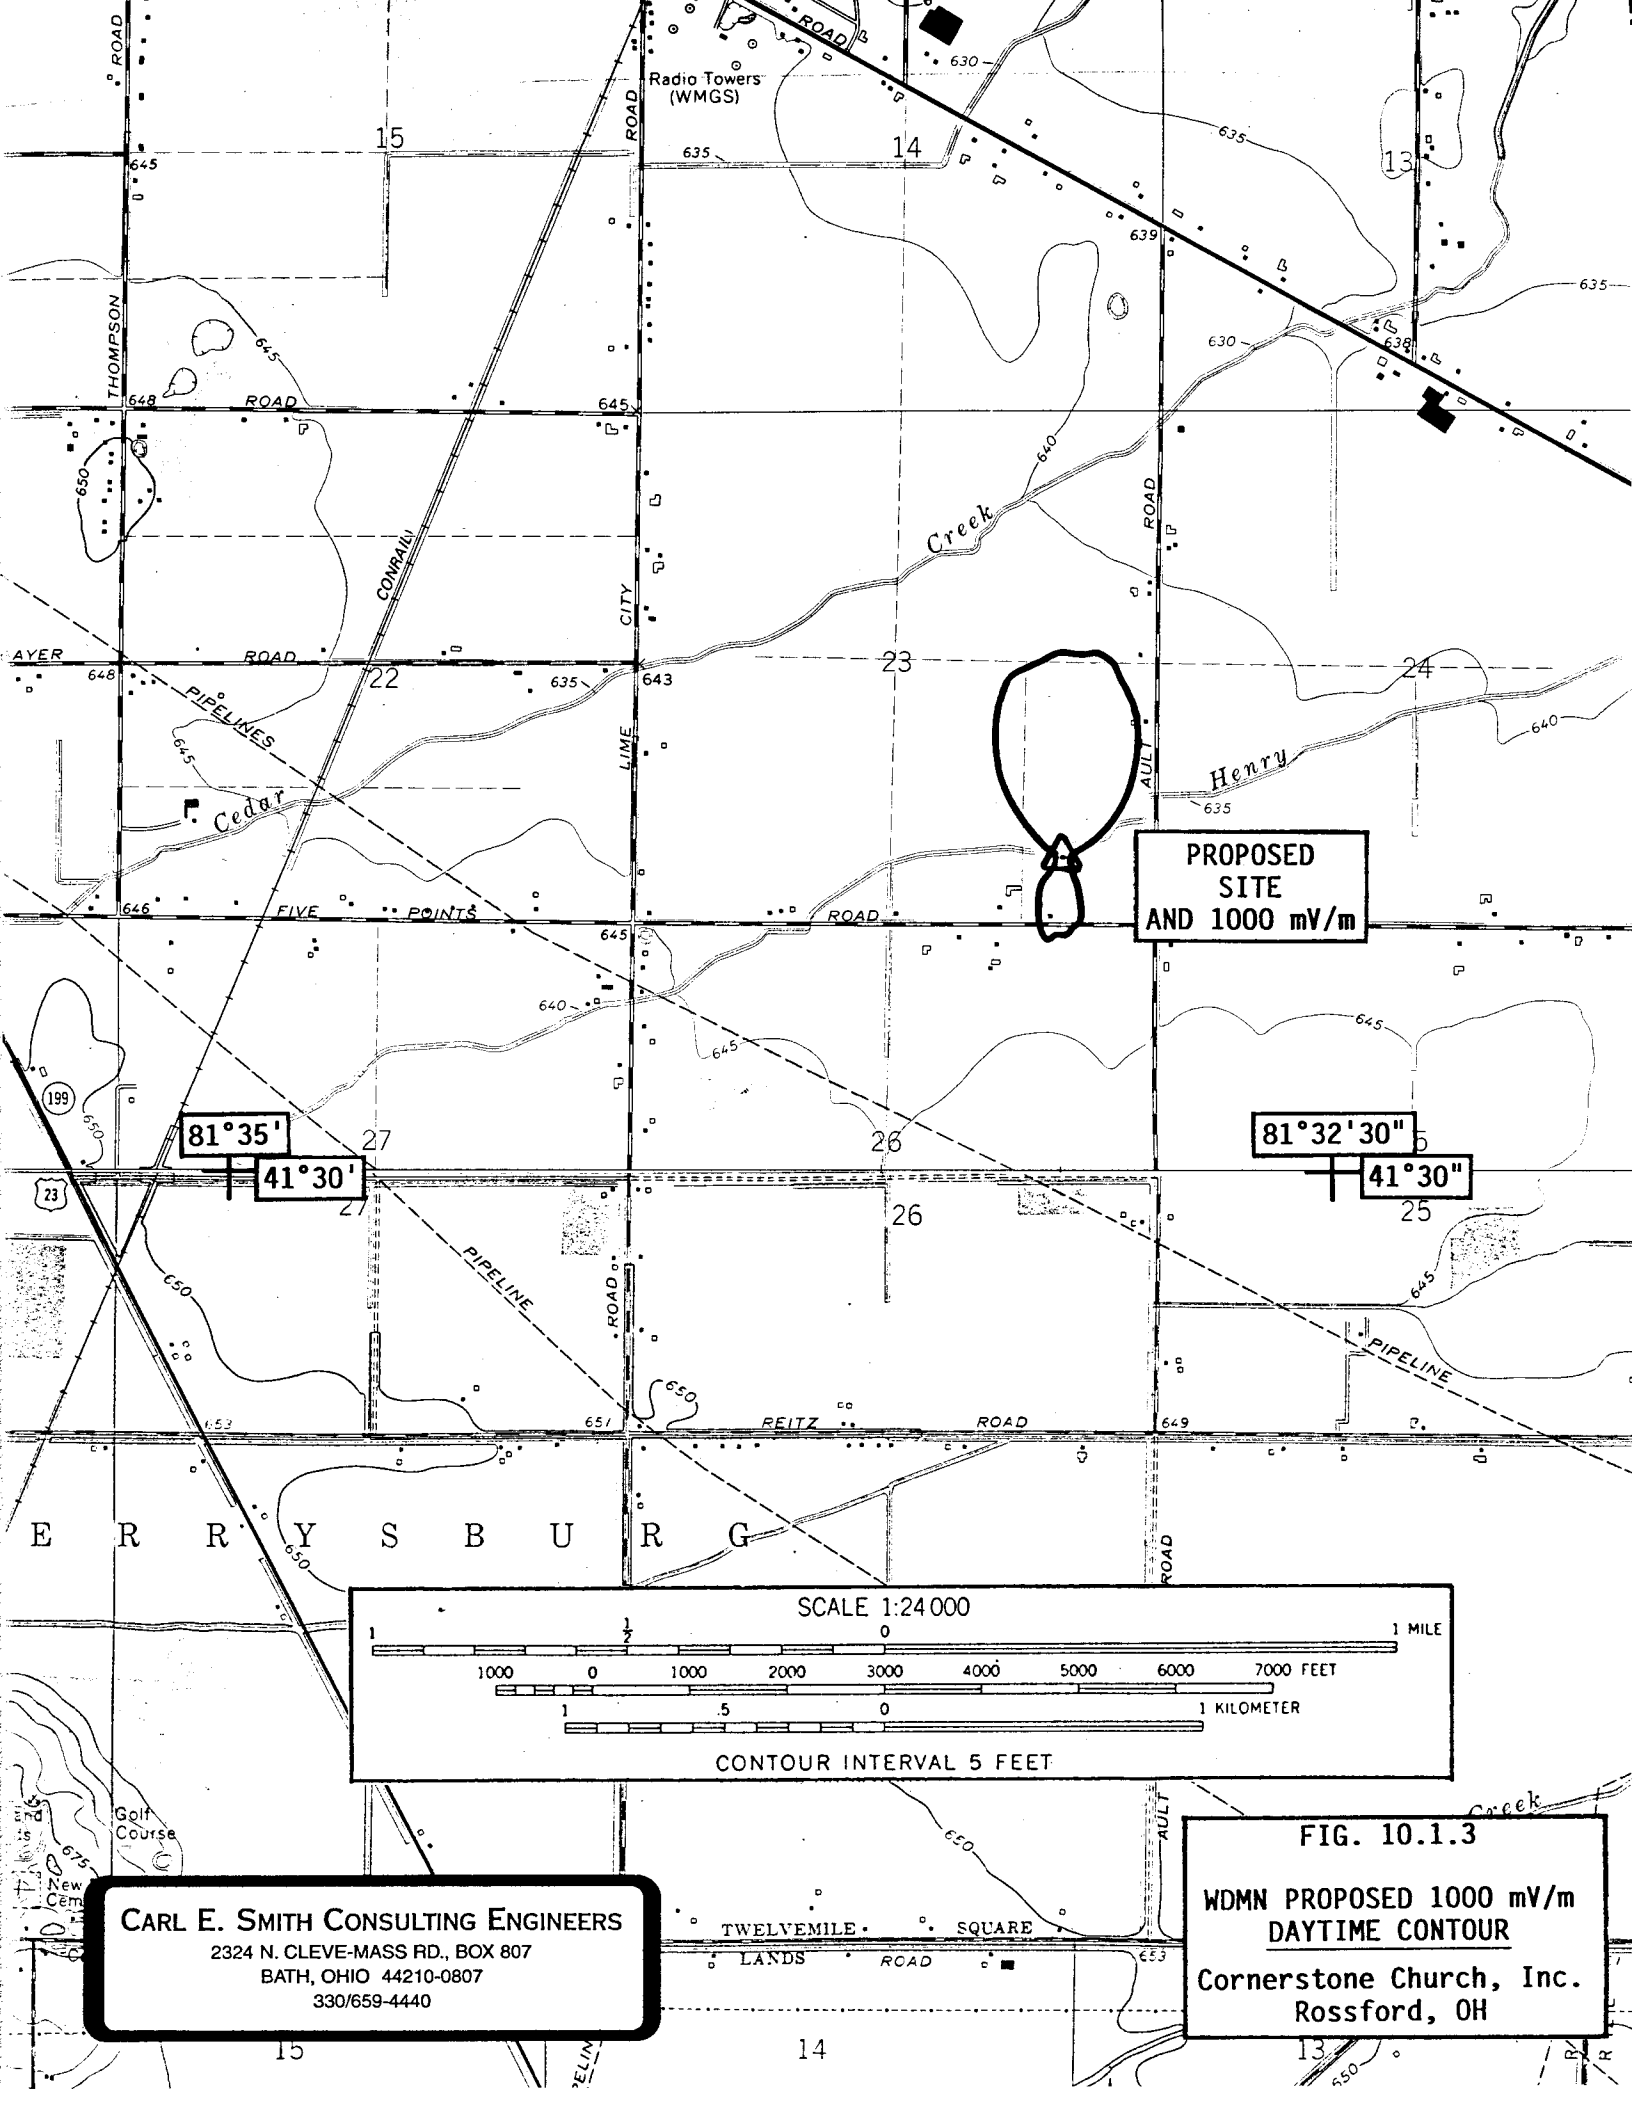 ROAD
ROAD
Radio Towers
(WMGS)
630
ROAD
15
14
13
635
635
645
639
635
THOMPSON
645
630
638
648
ROAD
645
640
650
Creek
ROAD
CONRAIL
CITY
AYER
ROAD
648
22
635
643
23
24
PIPELINES
640
645
LIME
AULT
Henry
635
Cedar
PROPOSED
SITE
AND 1000 mV/m
646
FIVE
POINTS
645
ROAD
640
645
645
199
650
81°35'
27
26
81°32'30"
41°30'
41°30"
23
27
26
25
650
PIPELINE
ROAD
645
PIPELINE
650
653
651
REITZ
ROAD
649
E R R Y S B U R G
650
ROAD
SCALE 1:24 000
1 1/2 0 1 MILE
1000 0 1000 2000 3000 4000 5000 6000 7000 FEET
1 .5 0 1 KILOMETER
CONTOUR INTERVAL 5 FEET
Golf
Course
675
New
Cem
650
AULT
Creek
FIG. 10.1.3
WDMN PROPOSED 1000 mV/m
DAYTIME CONTOUR
Cornerstone Church, Inc.
Rossford, OH
CARL E. SMITH CONSULTING ENGINEERS
2324 N. CLEVE-MASS RD., BOX 807
BATH, OHIO 44210-0807
330/659-4440
TWELVEMILE SQUARE
LANDS ROAD
653
15
14
13
650